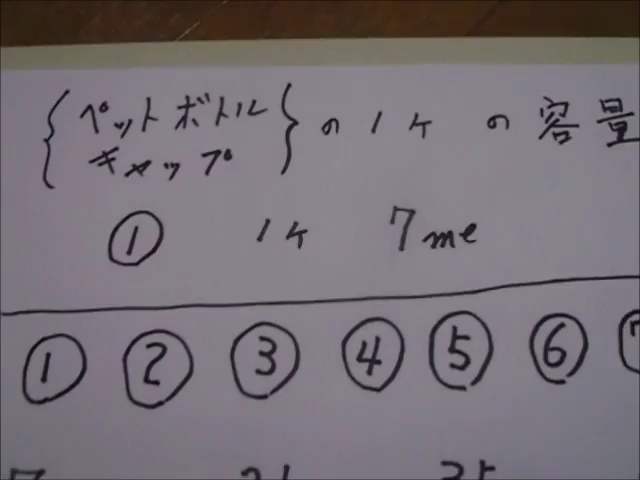 {ペットボトル
キャップ}の1ケの容量
① 1ケ 7ml
① ② ③ ④ ⑤ ⑥